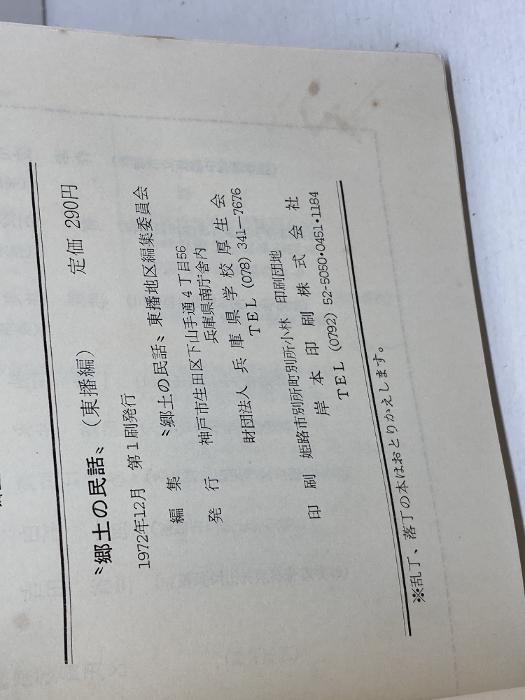 〝郷土の民話〟(東播編) 定価 290円
1972年12月 第1刷発行
編集 〝郷土の民話〟東播地区編集委員会
発行 神戸市生田区下山手通4丁目56
兵庫県南庁舎内
財団法人 兵庫県学校厚生会
TEL (078) 341―7676
印刷 姫路市別所町別所小林 印刷団地
岸本印刷株式会社
TEL (0792) 52-5050・0451・1184
※乱丁、落丁の本はおとりかえします。